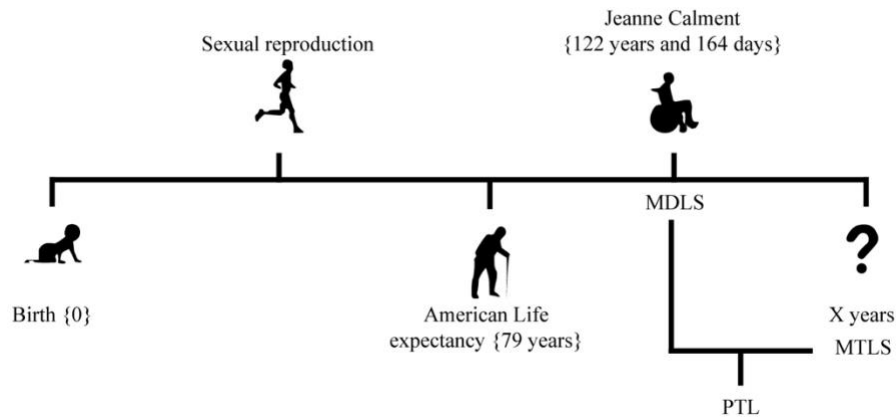 Sexual reproduction
Jeanne Calment
{122 years and 164 days}
MDLS
?
Birth {0}
American Life
expectancy {79 years}
X years
MTLS
PTL